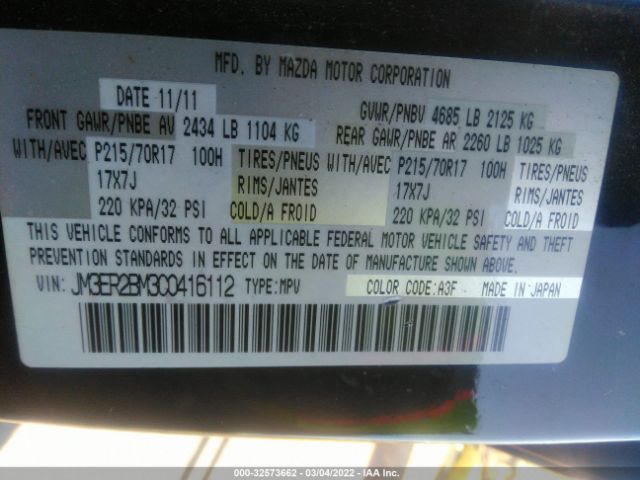 MFD. BY MAZDA MOTOR CORPORATION
DATE 11/11 GVWR/PNBV 4685 LB 2125 KG
FRONT GAWR/PNBE AV 2434 LB 1104 KG REAR GAWR/PNBE AR 2260 LB 1025 KG
WITH/AVEC P215/70R17 100H TIRES/PNEUS WITH/AVEC P215/70R17 100H TIRES/PNEUS
17X7J RIMS/JANTES 17X7J RIMS/JANTES
220 KPA/32 PSI COLD/A FROID 220 KPA/32 PSI COLD/A FROID
THIS VEHICLE CONFORMS TO ALL APPLICABLE FEDERAL MOTOR VEHICLE SAFETY AND THEFT
PREVENTION STANDARDS IN EFFECT ON THE DATE OF MANUFACTURE SHOWN ABOVE.
VIN: JM3ER2BM3C0416112 TYPE:MPV COLOR CODE:A3F MADE IN JAPAN
000-32573662 - 03/04/2022 - IAA Inc.